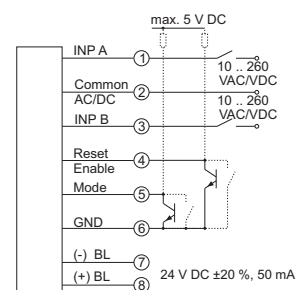 max. 5 V DC
INP A
1
10 .. 260
VAC/VDC
Common
AC/DC
2
10 .. 260
VAC/VDC
INP B
3
Reset
Enable
4
Mode
5
GND
6
(-) BL
7
(+) BL
8
24 V DC ±20 %, 50 mA